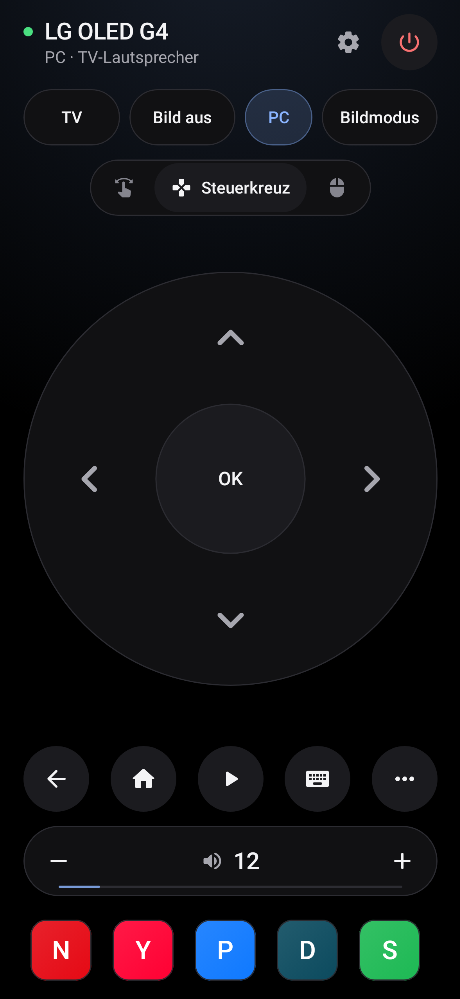 LG OLED G4
PC · TV-Lautsprecher
TV Bild aus PC Bildmodus
Steuerkreuz
OK
12
N Y P D S